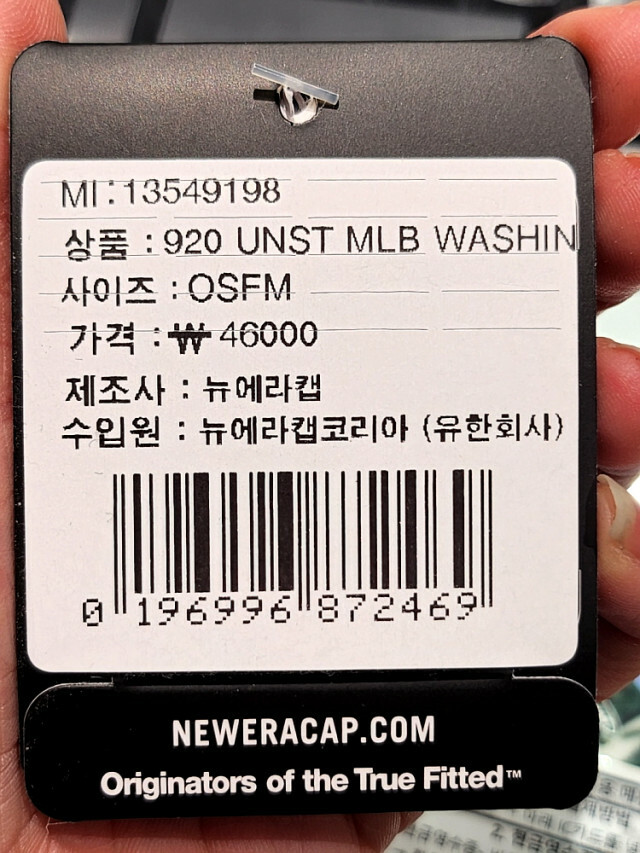 MI:13549198
상품 : 920 UNST MLB WASHIN
사이즈 : OSFM
가격 : ₩ 46000
제조사 : 뉴에라캡
수입원 : 뉴에라캡코리아 (유한회사)
0 196996 872469
NEWERACAP.COM
Originators of the True Fitted™